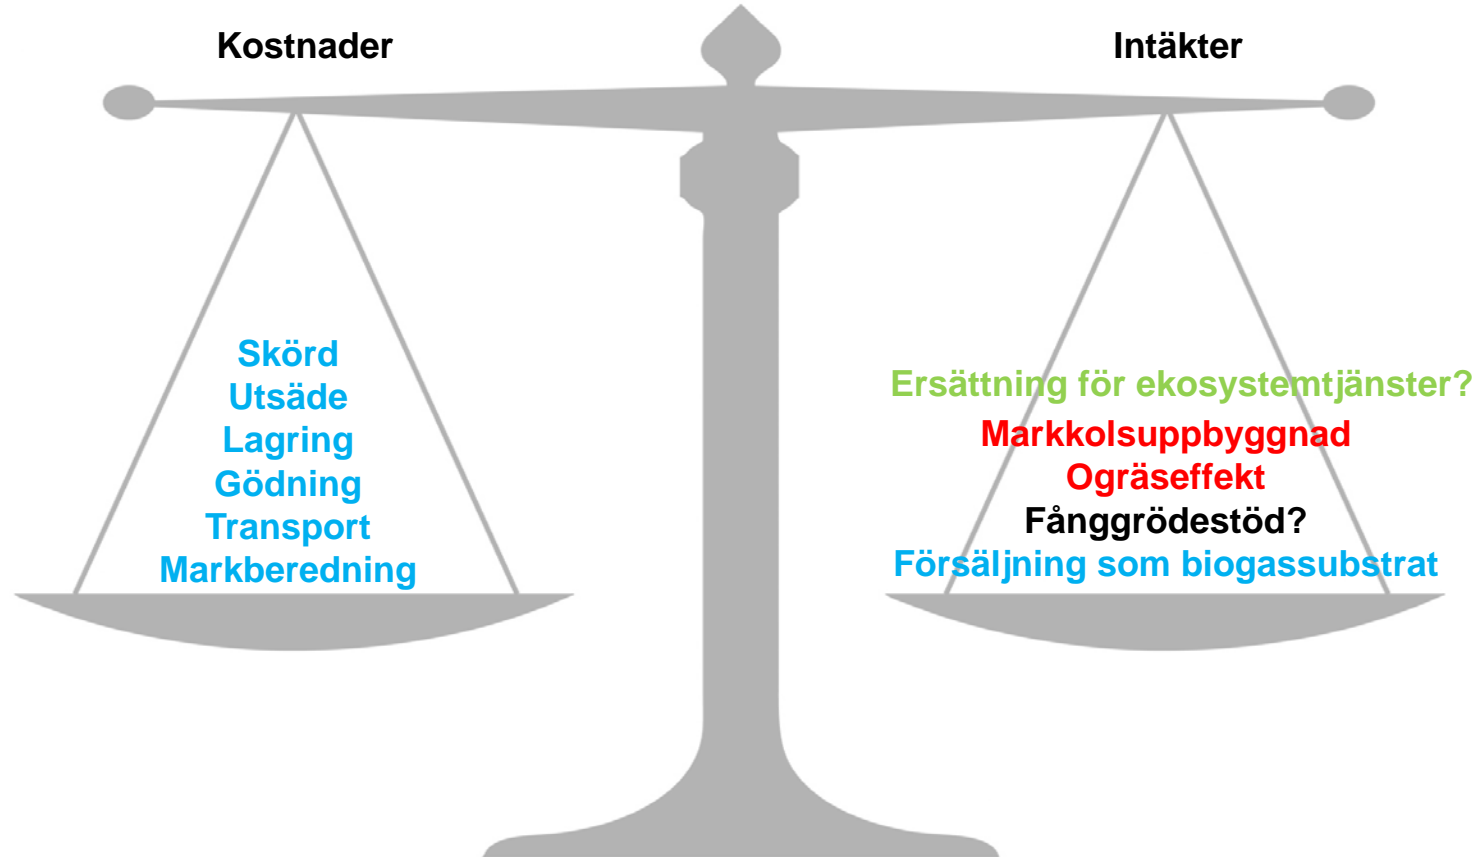 Kostnader
Intäkter
Skörd
Utsäde
Lagring
Gödning
Transport
Markberedning
Ersättning för ekosystemtjänster?
Markkolsuppbyggnad
Ogräseffekt
Fånggrödestöd?
Försäljning som biogassubstrat